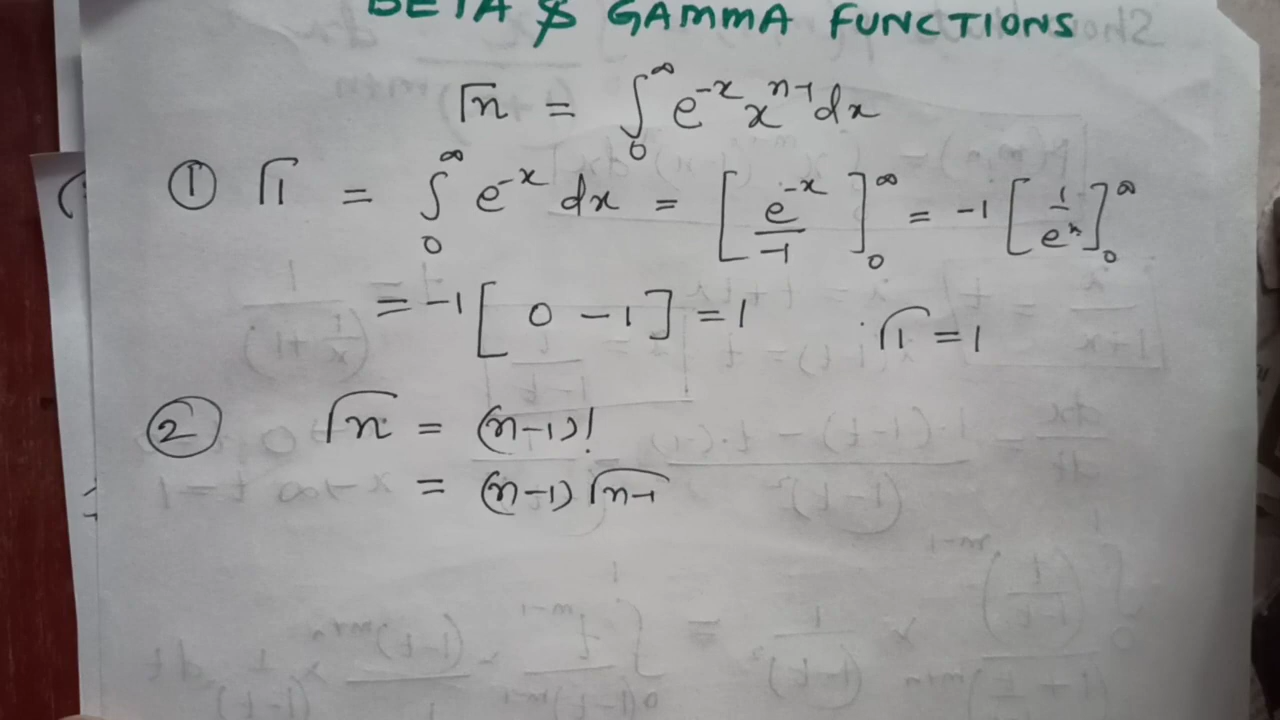 BETA & GAMMA FUNCTIONS
Γn = ∫₀^∞ e^-x x^n-1 dx
① Γ1 = ∫₀^∞ e^-x dx = [e^-x / -1]₀^∞ = -1 [1/e^x]₀^∞
= -1 [0 - 1] = 1 ∴ Γ1 = 1
② Γn = (n-1)!
= (n-1) Γn-1